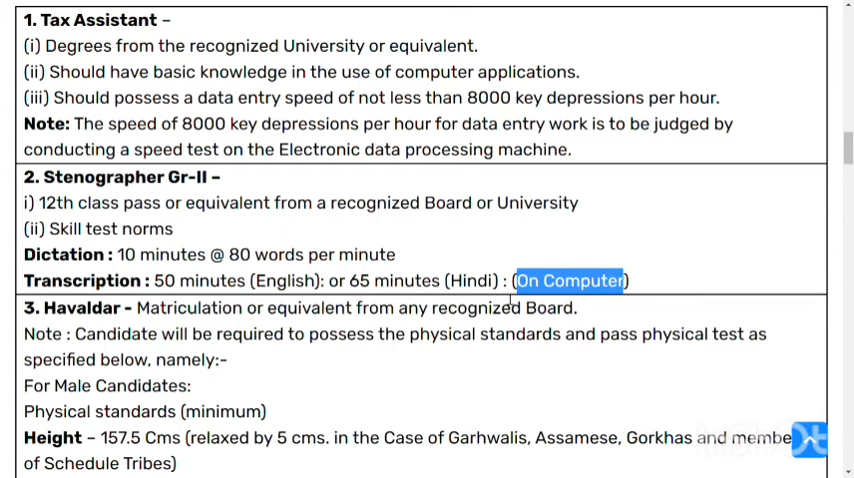 1. Tax Assistant –
(i) Degrees from the recognized University or equivalent.
(ii) Should have basic knowledge in the use of computer applications.
(iii) Should possess a data entry speed of not less than 8000 key depressions per hour.
Note: The speed of 8000 key depressions per hour for data entry work is to be judged by
conducting a speed test on the Electronic data processing machine.
2. Stenographer Gr-II –
i) 12th class pass or equivalent from a recognized Board or University
(ii) Skill test norms
Dictation : 10 minutes @ 80 words per minute
Transcription : 50 minutes (English): or 65 minutes (Hindi) : (On Computer)
3. Havaldar - Matriculation or equivalent from any recognized Board.
Note : Candidate will be required to possess the physical standards and pass physical test as
specified below, namely:-
For Male Candidates:
Physical standards (minimum)
Height – 157.5 Cms (relaxed by 5 cms. in the Case of Garhwalis, Assamese, Gorkhas and membe
of Schedule Tribes)